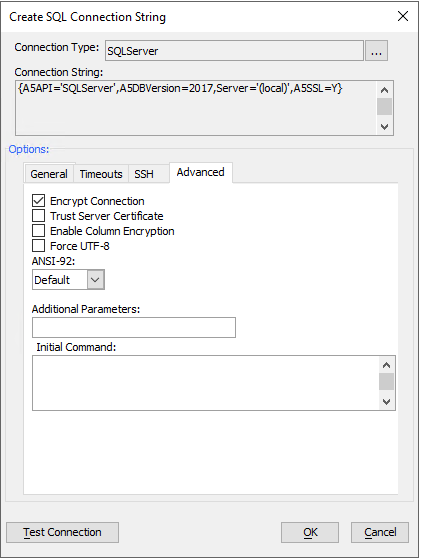 Create SQL Connection String
Connection Type: SQLServer ...
Connection String:
{A5API='SQLServer',A5DBVersion=2017,Server='(local)',A5SSL=Y}
Options:
General Timeouts SSH Advanced
Encrypt Connection
Trust Server Certificate
Enable Column Encryption
Force UTF-8
ANSI-92:
Default
Additional Parameters:
Initial Command:
Test Connection OK Cancel